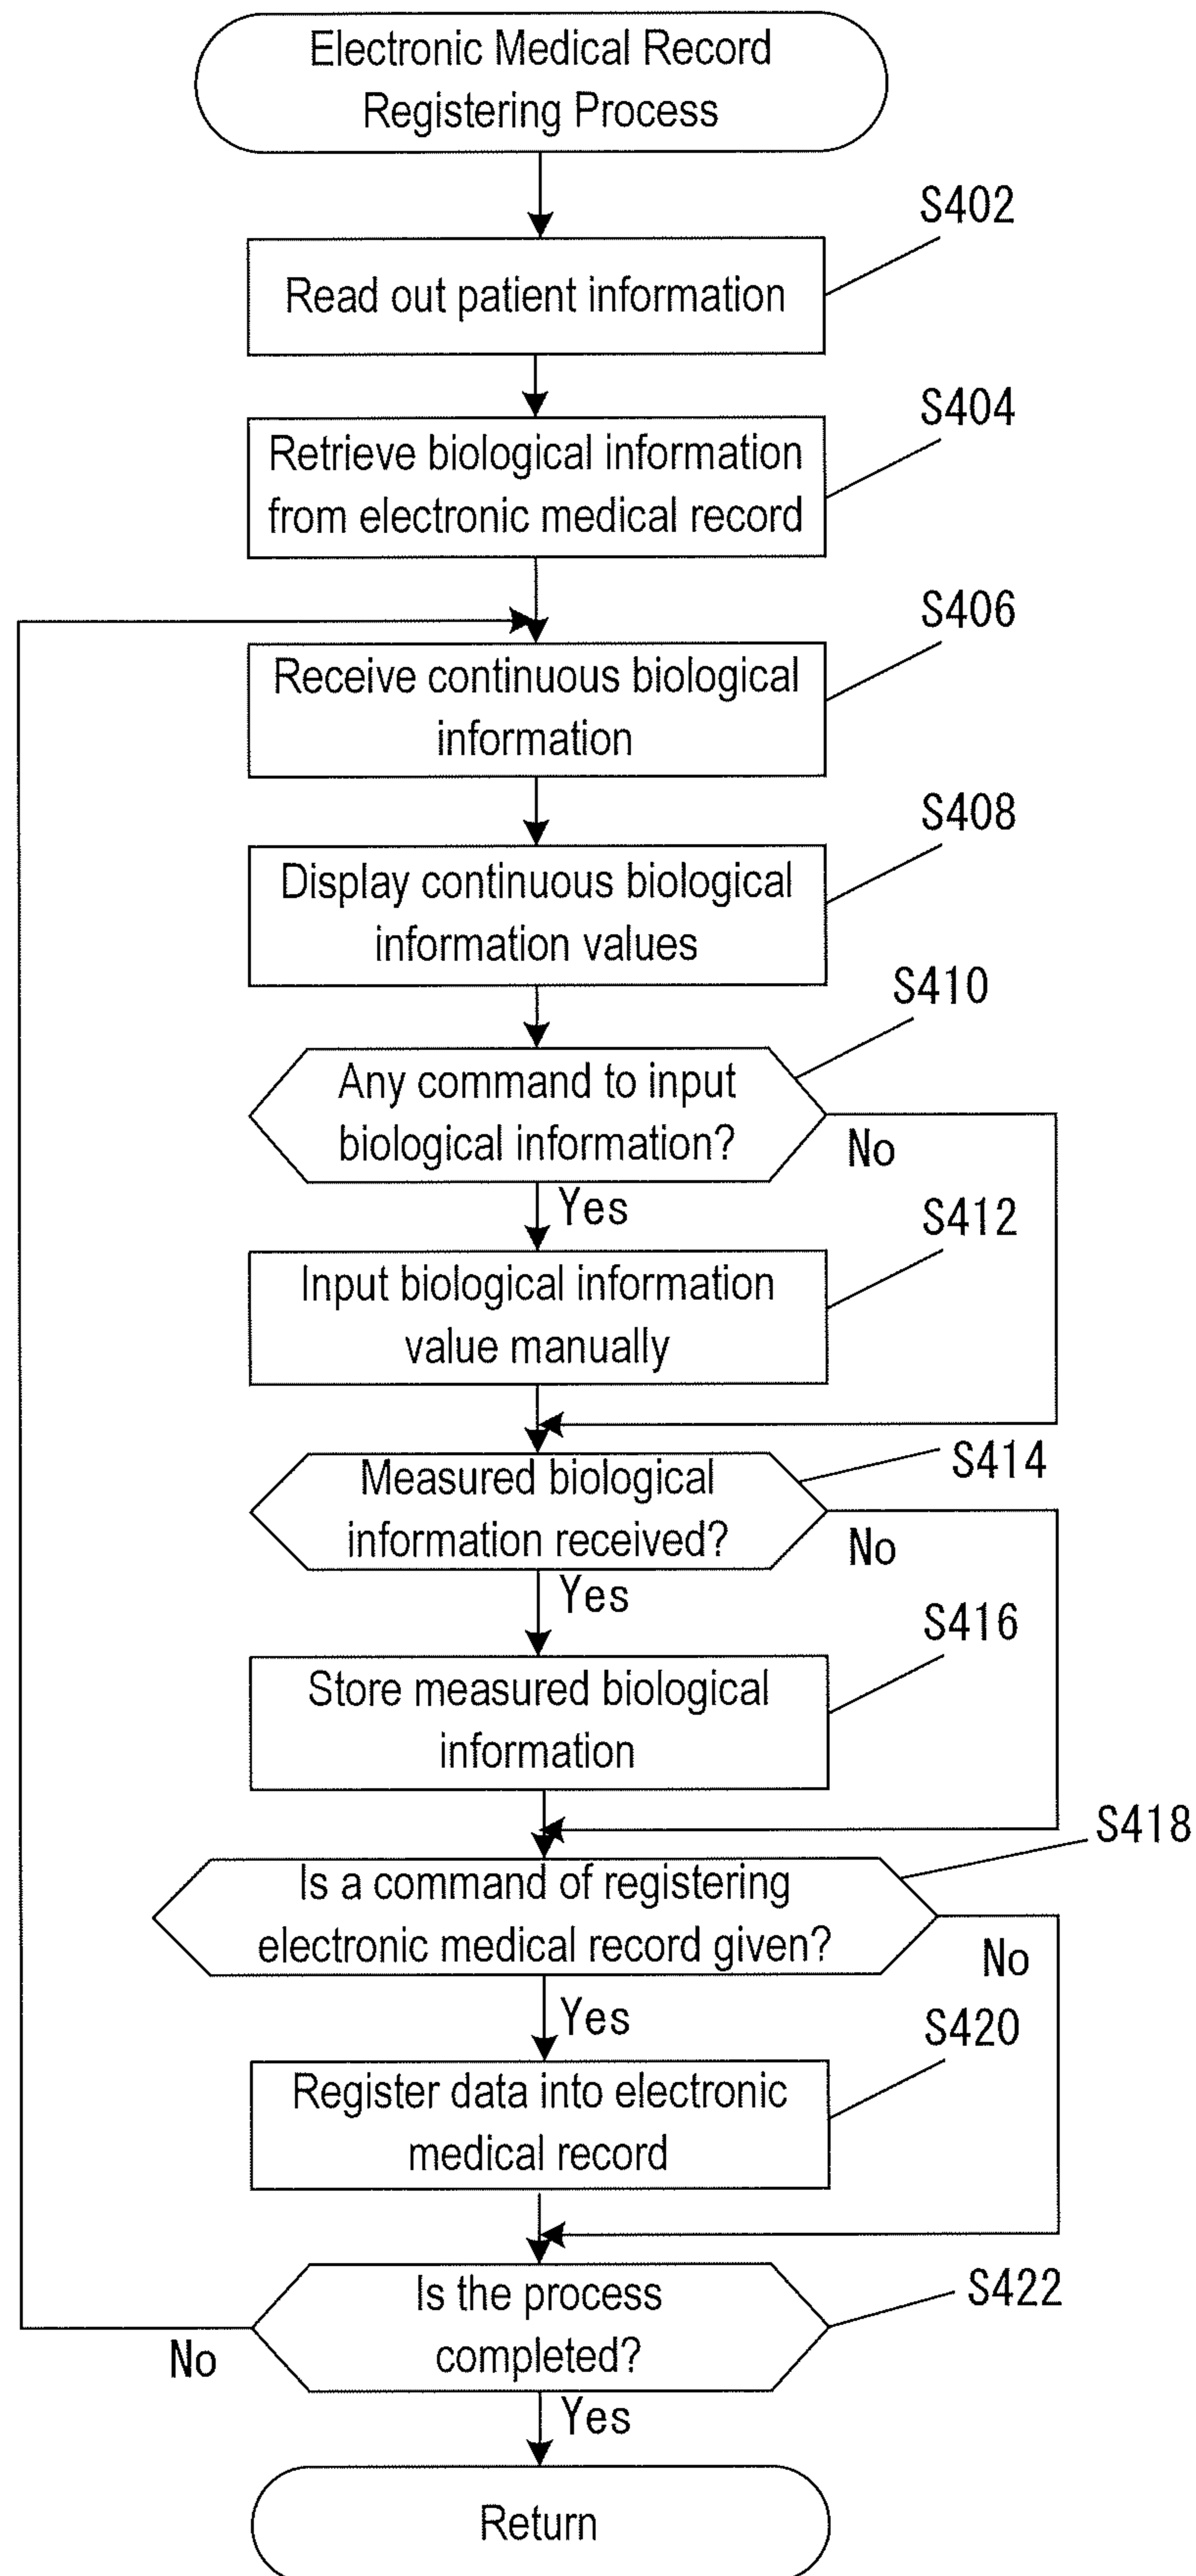 Electronic Medical Record
Registering Process
S402
Read out patient information
S404
Retrieve biological information
from electronic medical record
S406
Receive continuous biological
information
S408
Display continuous biological
information values
S410
Any command to input
biological information?
No
Yes
S412
Input biological information
value manually
S414
Measured biological
information received?
No
Yes
S416
Store measured biological
information
S418
Is a command of registering
electronic medical record given?
No
Yes
S420
Register data into electronic
medical record
S422
Is the process
completed?
No
Yes
Return